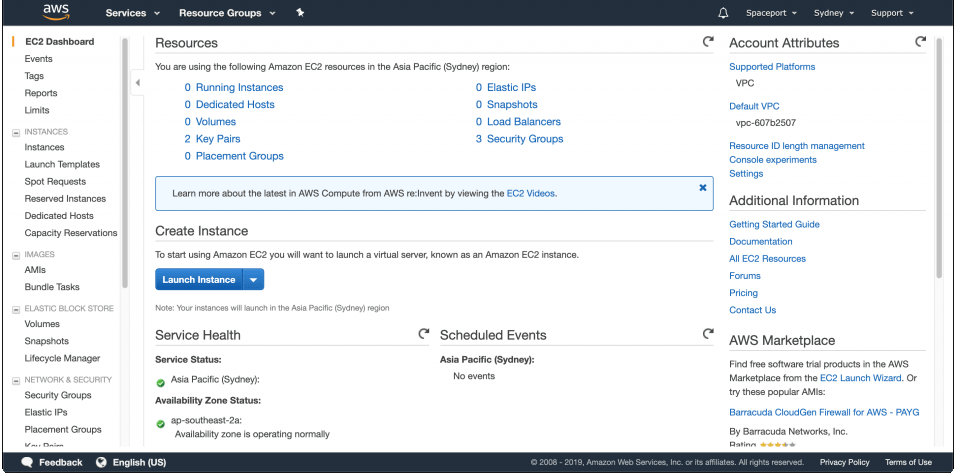 aws
Services
Resource Groups
Spaceport
Sydney
Support
EC2 Dashboard
Events
Tags
Reports
Limits
INSTANCES
Instances
Launch Templates
Spot Requests
Reserved Instances
Dedicated Hosts
Capacity Reservations
IMAGES
AMIs
Bundle Tasks
ELASTIC BLOCK STORE
Volumes
Snapshots
Lifecycle Manager
NETWORK & SECURITY
Security Groups
Elastic IPs
Placement Groups
Key Pairs
Resources
You are using the following Amazon EC2 resources in the Asia Pacific (Sydney) region:
0 Running Instances
0 Dedicated Hosts
0 Volumes
2 Key Pairs
0 Placement Groups
0 Elastic IPs
0 Snapshots
0 Load Balancers
3 Security Groups
Learn more about the latest in AWS Compute from AWS re:Invent by viewing the EC2 Videos.
Create Instance
To start using Amazon EC2 you will want to launch a virtual server, known as an Amazon EC2 instance.
Launch Instance
Note: Your instances will launch in the Asia Pacific (Sydney) region
Service Health
Service Status:
Asia Pacific (Sydney):
Availability Zone Status:
ap-southeast-2a:
Availability zone is operating normally
Scheduled Events
Asia Pacific (Sydney):
No events
Account Attributes
Supported Platforms
VPC
Default VPC
vpc-607b2507
Resource ID length management
Console experiments
Settings
Additional Information
Getting Started Guide
Documentation
All EC2 Resources
Forums
Pricing
Contact Us
AWS Marketplace
Find free software trial products in the AWS
Marketplace from the EC2 Launch Wizard. Or
try these popular AMIs:
Barracuda CloudGen Firewall for AWS - PAYG
By Barracuda Networks, Inc.
Rating
Feedback
English (US)
© 2008 - 2019, Amazon Web Services, Inc. or its affiliates. All rights reserved.
Privacy Policy
Terms of Use